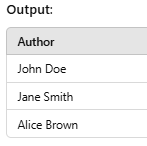 Output:
Author
John Doe
Jane Smith
Alice Brown